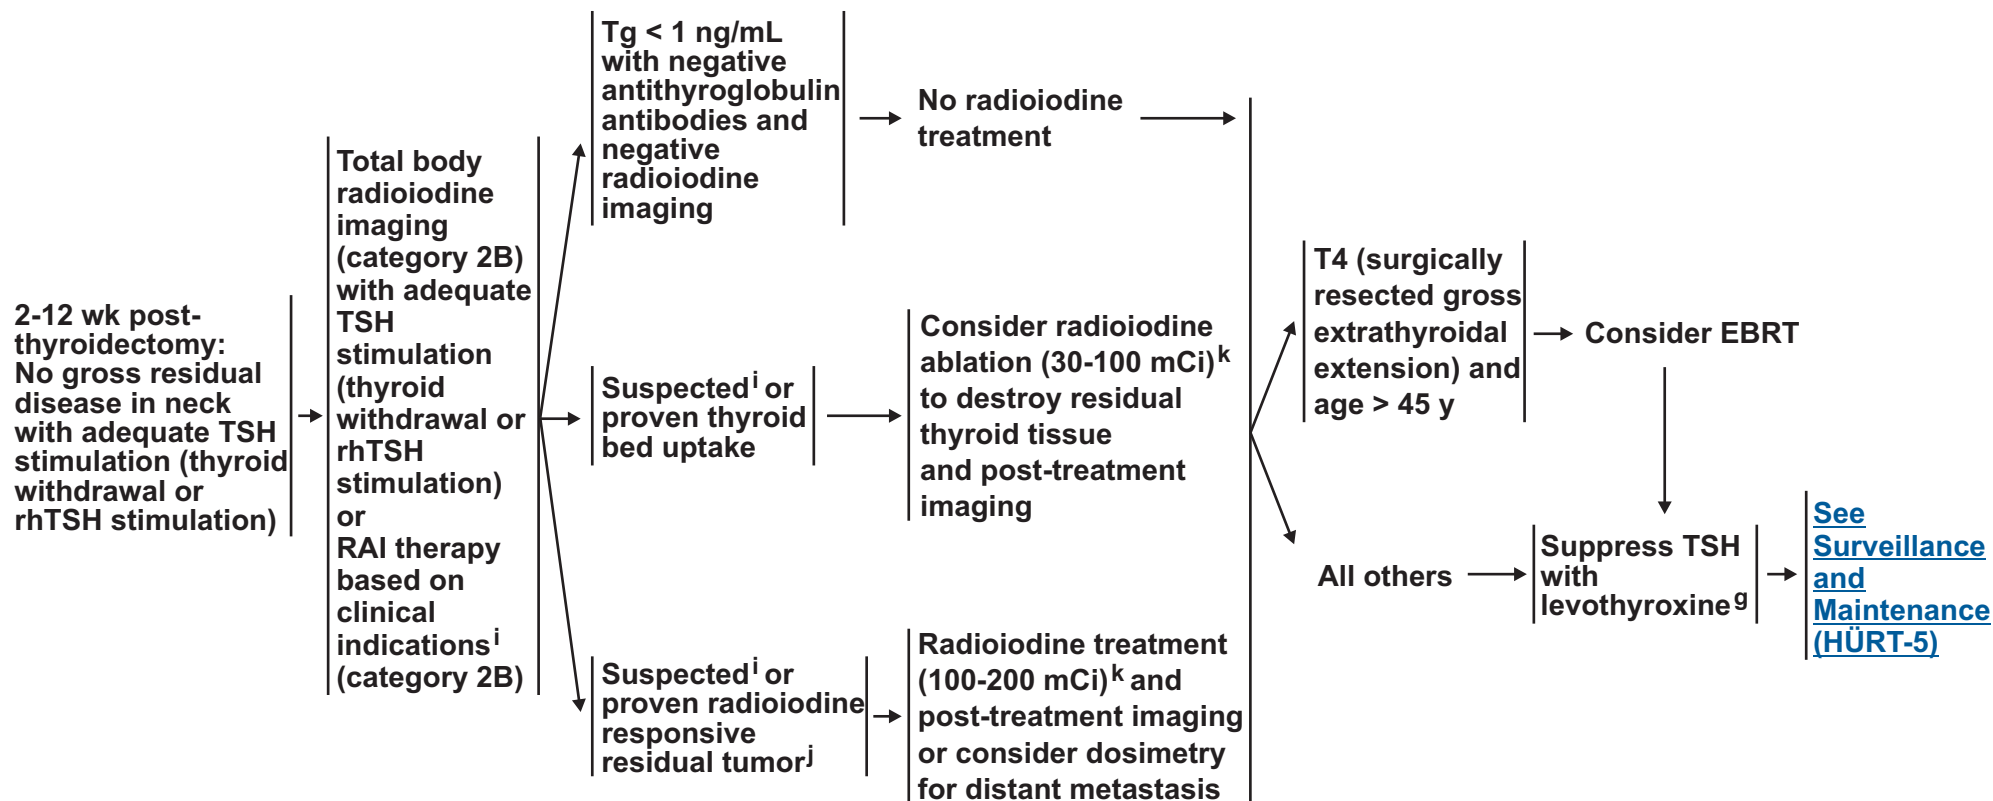 2-12 wk post-
thyroidectomy:
No gross residual
disease in neck
with adequate TSH
stimulation (thyroid
withdrawal or
rhTSH stimulation)
Total body
radioiodine
imaging
(category 2B)
with adequate
TSH
stimulation
(thyroid
withdrawal or
rhTSH
stimulation)
or
RAI therapy
based on
clinical
indications i
(category 2B)
Tg < 1 ng/mL
with negative
antithyroglobulin
antibodies and
negative
radioiodine
imaging
No radioiodine
treatment
Suspected i or
proven thyroid
bed uptake
Consider radioiodine
ablation (30-100 mCi) k
to destroy residual
thyroid tissue
and post-treatment
imaging
Suspected i or
proven radioiodine
responsive
residual tumor j
Radioiodine treatment
(100-200 mCi) k and
post-treatment imaging
or consider dosimetry
for distant metastasis
T4 (surgically
resected gross
extrathyroidal
extension) and
age > 45 y
Consider EBRT
All others
Suppress TSH
with
levothyroxine g
See
Surveillance
and
Maintenance
(HÜRT-5)